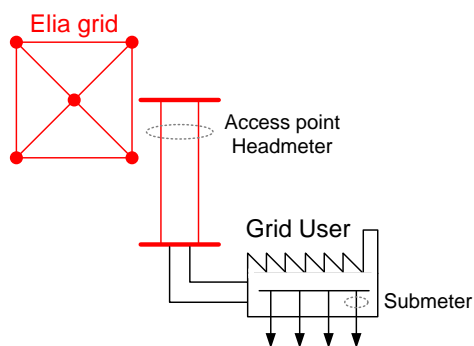 Elia grid
Access point
Headmeter
Grid User
Submeter